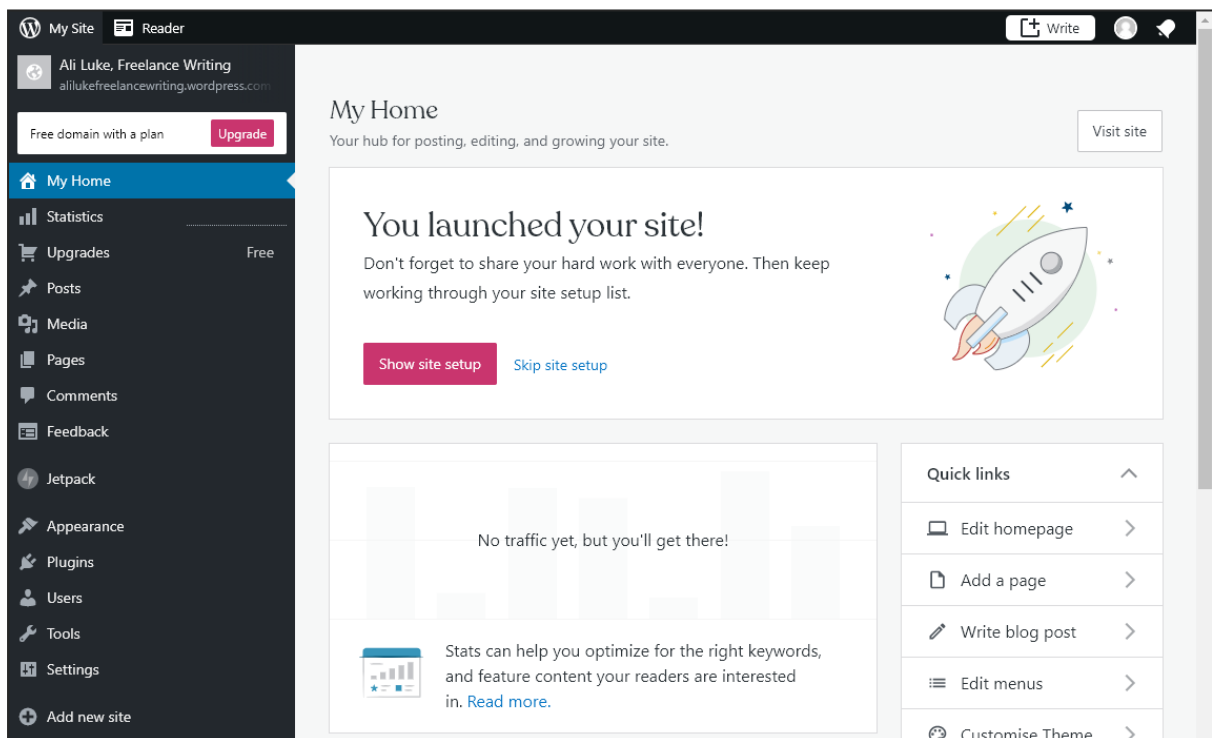 My Site
Reader
Write
Ali Luke, Freelance Writing
alilukefreelancewriting.wordpress.com
Free domain with a plan
Upgrade
My Home
Statistics
Upgrades Free
Posts
Media
Pages
Comments
Feedback
Jetpack
Appearance
Plugins
Users
Tools
Settings
Add new site
My Home
Your hub for posting, editing, and growing your site.
Visit site
You launched your site!
Don't forget to share your hard work with everyone. Then keep
working through your site setup list.
Show site setup
Skip site setup
No traffic yet, but you'll get there!
Stats can help you optimize for the right keywords,
and feature content your readers are interested
in. Read more.
Quick links
Edit homepage
Add a page
Write blog post
Edit menus
Customise Theme